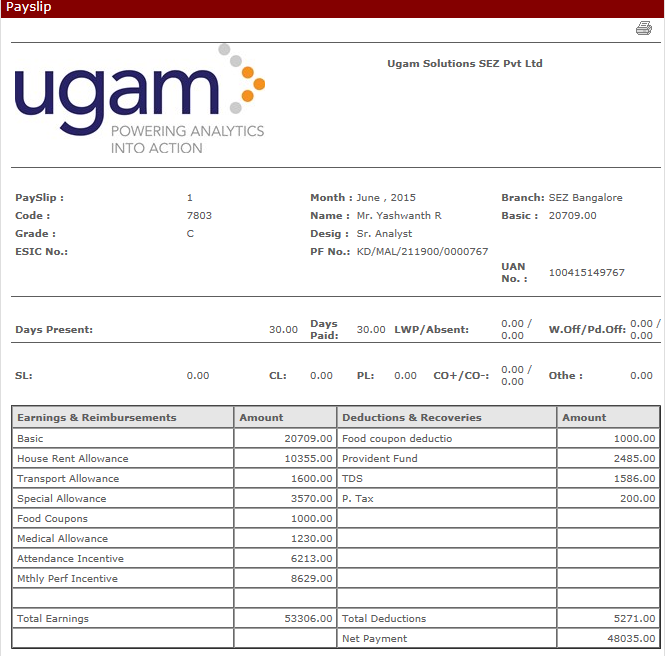 Payslip
Ugam Solutions SEZ Pvt Ltd
ugam
POWERING ANALYTICS
INTO ACTION
PaySlip : 1 Month : June , 2015 Branch: SEZ Bangalore
Code : 7803 Name : Mr. Yashwanth R Basic : 20709.00
Grade : C Desig : Sr. Analyst
ESIC No.: PF No.: KD/MAL/211900/0000767
UAN No. : 100415149767
Days Present: 30.00 Days Paid: 30.00 LWP/Absent: 0.00 / 0.00 W.Off/Pd.Off: 0.00 / 0.00
SL: 0.00 CL: 0.00 PL: 0.00 CO+/CO-: 0.00 / 0.00 Othe : 0.00
Earnings & Reimbursements Amount Deductions & Recoveries Amount
Basic 20709.00 Food coupon deductio 1000.00
House Rent Allowance 10355.00 Provident Fund 2485.00
Transport Allowance 1600.00 TDS 1586.00
Special Allowance 3570.00 P. Tax 200.00
Food Coupons 1000.00
Medical Allowance 1230.00
Attendance Incentive 6213.00
Mthly Perf Incentive 8629.00
Total Earnings 53306.00 Total Deductions 5271.00
Net Payment 48035.00